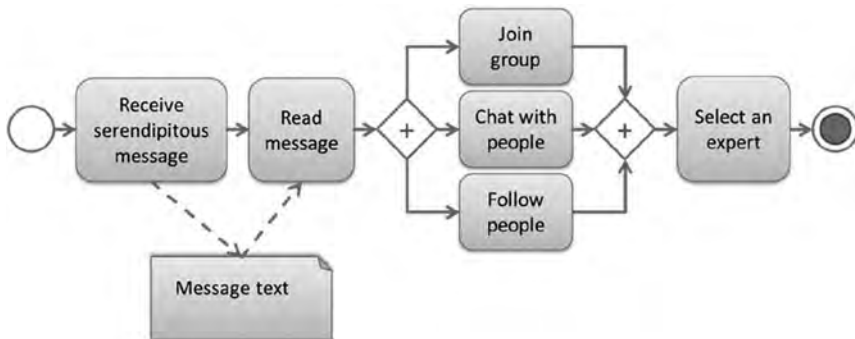 Receive
serendipitous
message
Read
message
+
Join
group
Chat with
people
Follow
people
+
Select an
expert
Message text